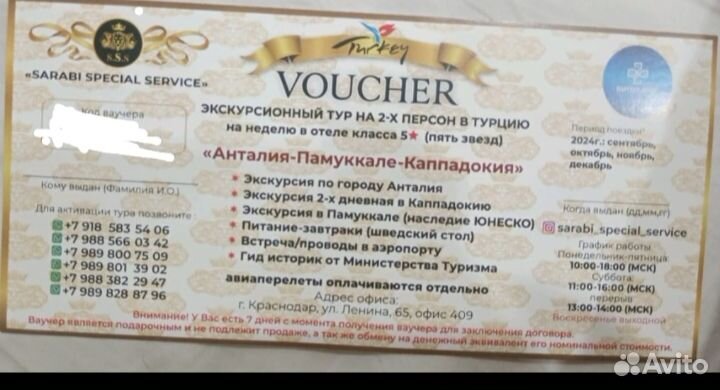 S.S.s
«SARABI SPECIAL SERVICE»
Код ваучера
Кому выдан (Фамилия И.О.)
Для активации тура позвоните :
+7 918 583 54 06
+7 988 566 03 42
+7 989 800 75 09
+7 989 801 39 02
+7 988 382 29 47
+7 989 828 87 96
Turkey
VOUCHER
ЭКСКУРСИОННЫЙ ТУР НА 2-Х ПЕРСОН В ТУРЦИЮ
на неделю в отеле класса 5★ (пять звезд)
«Анталия-Памуккале-Каппадокия»
* Экскурсия по городу Анталия
* Экскурсия 2-х дневная в Каппадокию
* Экскурсия в Памуккале (наследие ЮНЕСКО)
* Питание-завтраки (шведский стол)
* Встреча/проводы в аэропорту
* Гид историк от Министерства Туризма
авиаперелеты оплачиваются отдельно
Адрес офиса:
г. Краснодар, ул. Ленина, 65, офис 409
Период поездки*
2024г.: сентябрь,
октябрь, ноябрь,
декабрь
Когда выдан (дд,мм,гг)
sarabi_special_service
График работы
Понедельник-пятница:
10:00-18:00 (МСК)
Суббота:
11:00-16:00 (МСК)
перерыв
13:00-14:00 (МСК)
Воскресенье выходной
Внимание! У Вас есть 7 дней с момента получения ваучера для заключения договора.
Ваучер является подарочным и не подлежит продаже, а так же обмену на денежный эквивалент его номинальной стоимости.
Avito